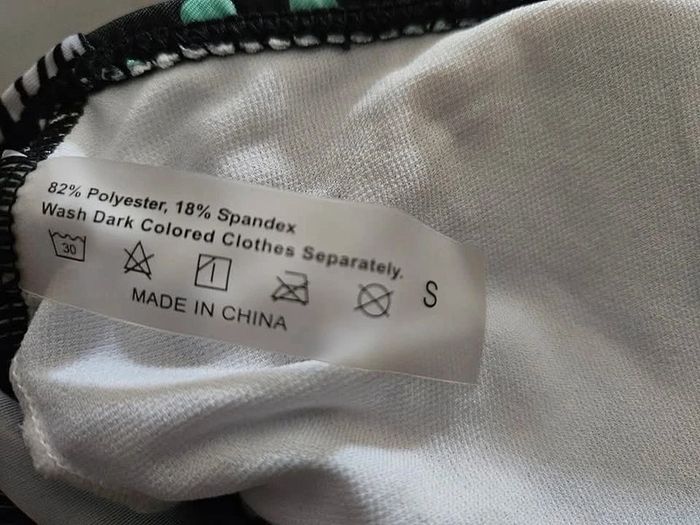 82% Polyester, 18% Spandex
Wash Dark Colored Clothes Separately.
30
S
MADE IN CHINA